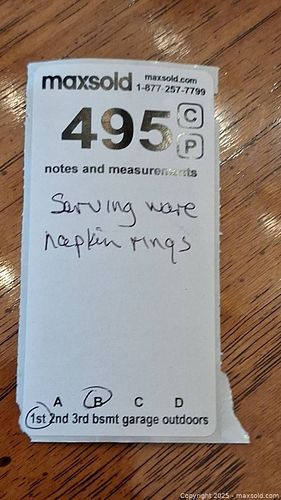 maxsold maxsold.com
1-877-257-7799
495 C
P
notes and measurements
Serving ware
napkin rings
A B C D
1st 2nd 3rd bsmt garage outdoors
Copyright 2025 - maxsold.com